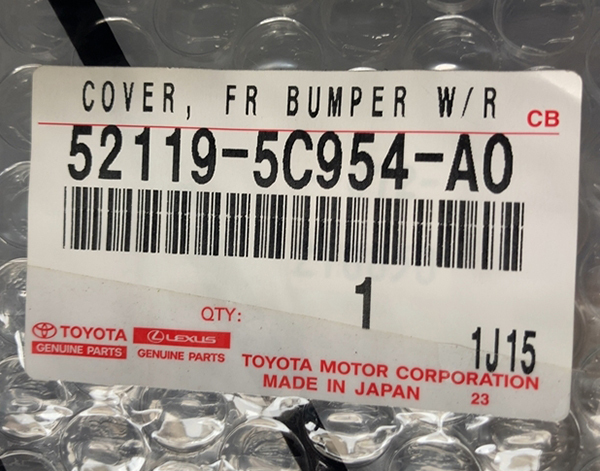 COVER, FR BUMPER W/R
CB
52119-5C954-A0
1
QTY:
1J15
TOYOTA
GENUINE PARTS
LEXUS
GENUINE PARTS
TOYOTA MOTOR CORPORATION
MADE IN JAPAN
23